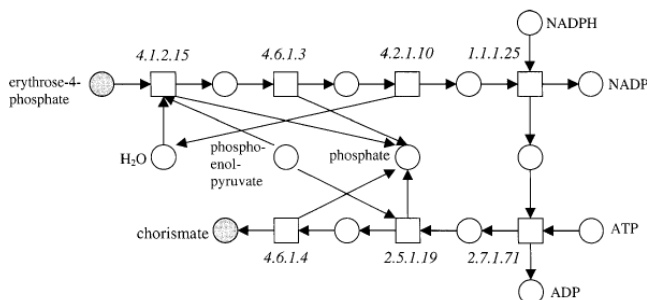 NADPH
4.1.2.15 4.6.1.3 4.2.1.10 1.1.1.25
erythrose-4-
phosphate
NADP
H₂O
phospho-
enol-
pyruvate
phosphate
chorismate
ATP
4.6.1.4 2.5.1.19 2.7.1.71
ADP